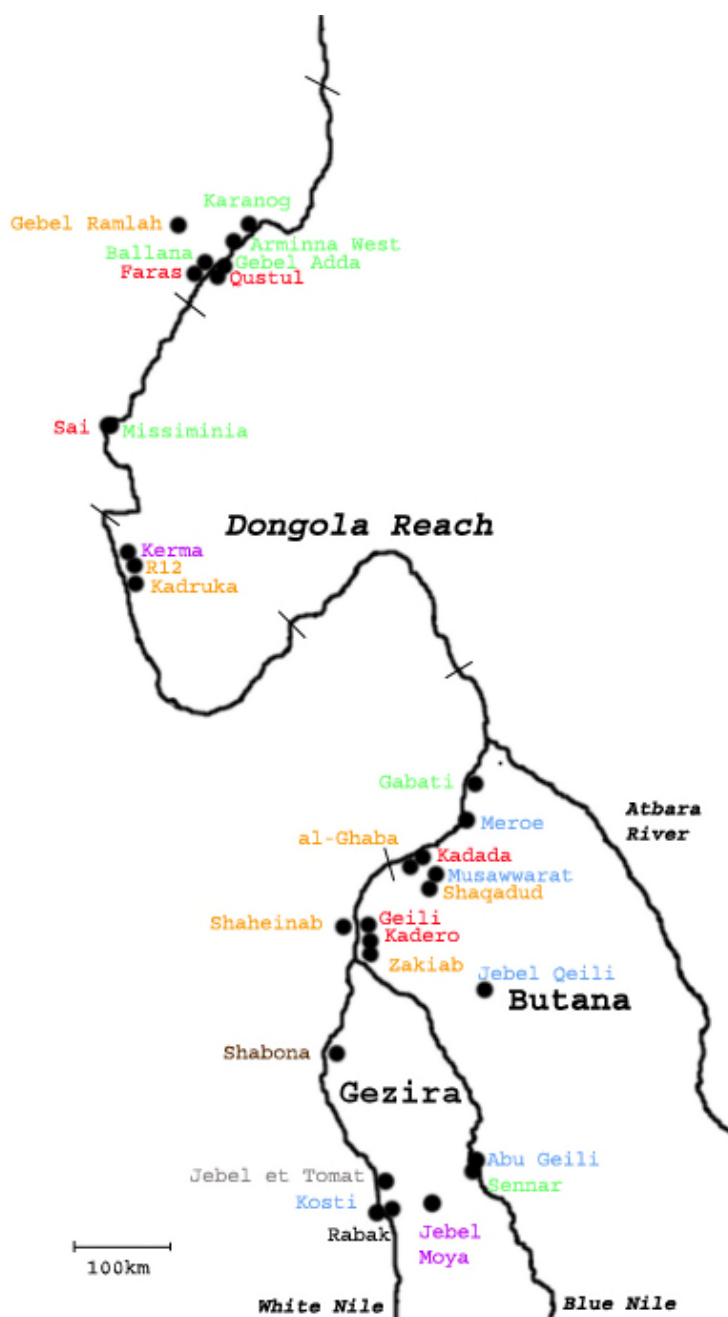 Karanog
Gebel Ramlah
Arminna West
Ballana
Gebel Adda
Faras
Qustul
Sai
Missiminia
Dongola Reach
Kerma
R12
Kadruka
Gabati
Atbara
River
Meroe
al-Ghaba
Kadada
Musawwarat
Shaqadud
Shaheinab
Geili
Kadero
Zakiab
Jebel Qeili
Butana
Shabona
Gezira
Abu Geili
Jebel et Tomat
Sennar
Kosti
Rabak
Jebel
Moya
100km
White Nile
Blue Nile